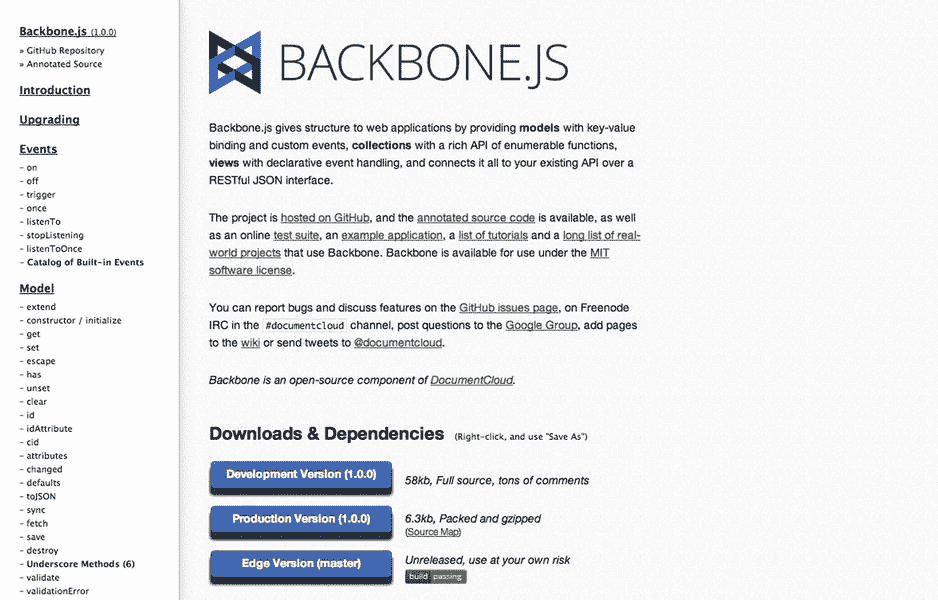 Backbone.js (1.0.0)
» GitHub Repository
» Annotated Source
Introduction
Upgrading
Events
- on
- off
- trigger
- once
- listenTo
- stopListening
- listenToOnce
- Catalog of Built-in Events
Model
- extend
- constructor / initialize
- get
- set
- escape
- has
- unset
- clear
- id
- idAttribute
- cid
- attributes
- changed
- defaults
- toJSON
- sync
- fetch
- save
- destroy
- Underscore Methods (6)
- validate
- validationError
BACKBONE.JS
Backbone.js gives structure to web applications by providing models with key-value
binding and custom events, collections with a rich API of enumerable functions,
views with declarative event handling, and connects it all to your existing API over a
RESTful JSON interface.
The project is hosted on GitHub, and the annotated source code is available, as well
as an online test suite, an example application, a list of tutorials and a long list of real-
world projects that use Backbone. Backbone is available for use under the MIT
software license.
You can report bugs and discuss features on the GitHub issues page, on Freenode
IRC in the #documentcloud channel, post questions to the Google Group, add pages
to the wiki or send tweets to @documentcloud.
Backbone is an open-source component of DocumentCloud.
Downloads & Dependencies (Right-click, and use "Save As")
Development Version (1.0.0) 58kb, Full source, tons of comments
Production Version (1.0.0) 6.3kb, Packed and gzipped
(Source Map)
Edge Version (master) Unreleased, use at your own risk
build passing